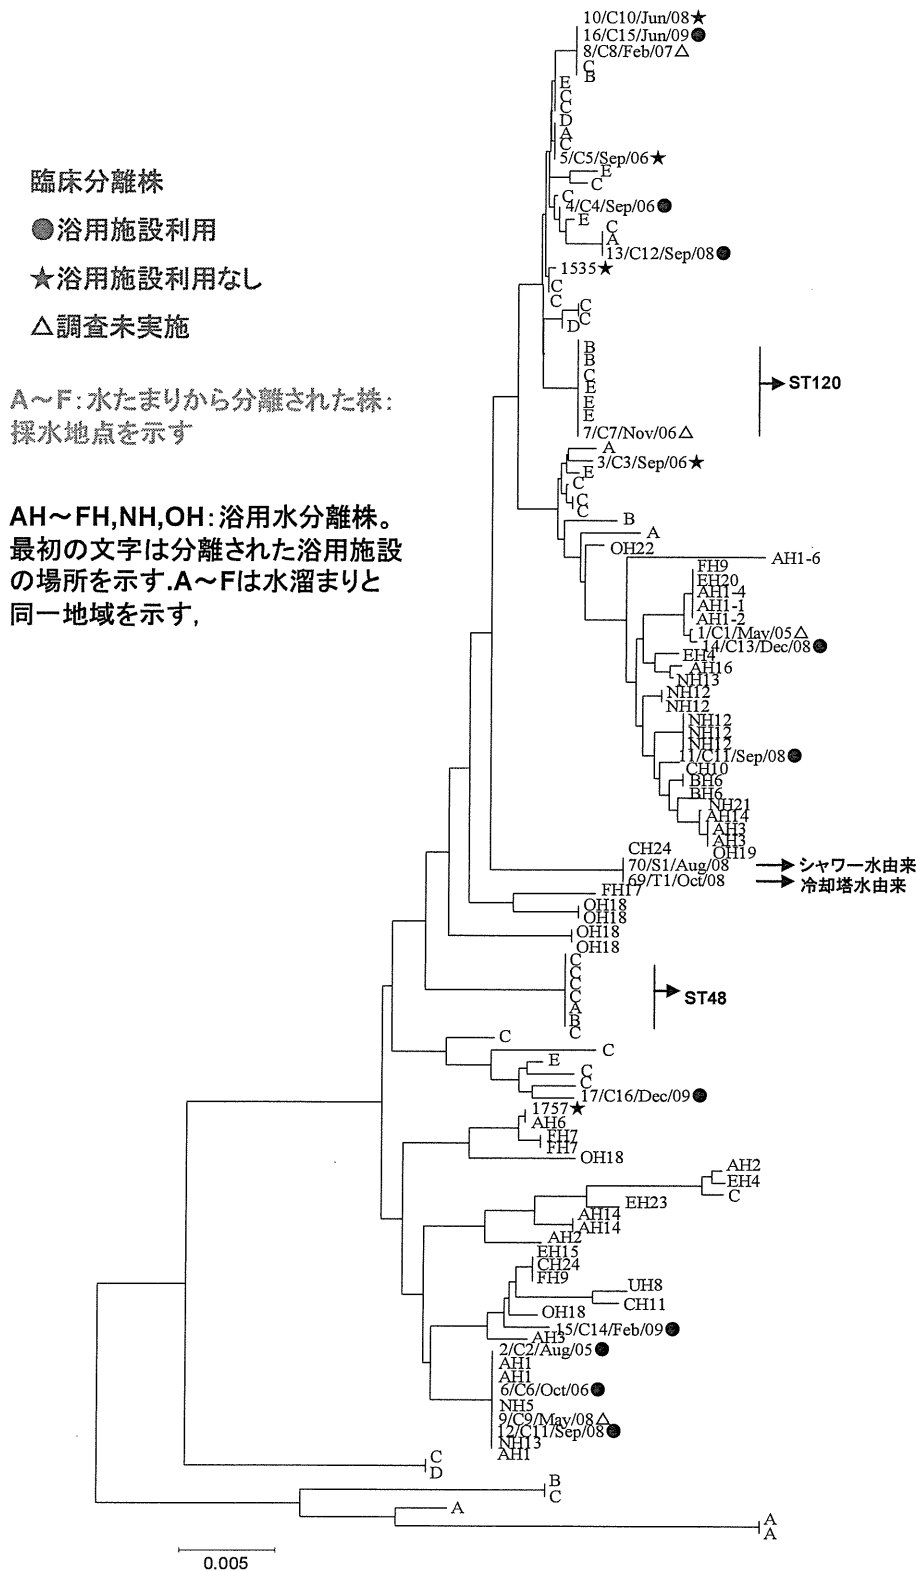 臨床分離株
●浴用施設利用
★浴用施設利用なし
△調査未実施
A～F:水たまりから分離された株:
採水地点を示す
AH～FH,NH,OH:浴用水分離株。
最初の文字は分離された浴用施設
の場所を示す.A～Fは水溜まりと
同一地域を示す,
10/C10/Jun/08★
16/C15/Jun/09●
8/C8/Feb/07△
C
B
E
C
C
D
A
C
5/C5/Sep/06★
E
C
C
4/C4/Sep/06●
E
C
A
13/C12/Sep/08●
1535★
C
C
C
C
D
B
B
C
E
E
E
7/C7/Nov/06△
ST120
A
3/C3/Sep/06★
E
C
C
C
B
A
OH22
AH1-6
FH9
EH20
AH1-4
AH1-1
AH1-2
1/C1/May/05△
14/C13/Dec/08●
EH4
AH16
NH13
NH12
NH12
NH12
NH12
NH12
11/C11/Sep/08●
CH10
BH6
BH6
NH21
AH14
AH3
AH3
OH19
CH24
70/S1/Aug/08
シャワー水由来
69/T1/Oct/08
冷却塔水由来
FH17
OH18
OH18
OH18
OH18
C
C
C
C
A
B
C
ST48
C
C
E
C
C
17/C16/Dec/09●
1757★
AH6
FH7
FH7
OH18
AH2
EH4
C
EH23
AH14
AH14
AH2
EH15
CH24
FH9
UH8
CH11
OH18
15/C14/Feb/09●
AH3
2/C2/Aug/05●
AH1
AH1
6/C6/Oct/06●
NH5
9/C9/May/08△
12/C11/Sep/08●
NH13
AH1
C
D
B
C
A
A
A
0.005